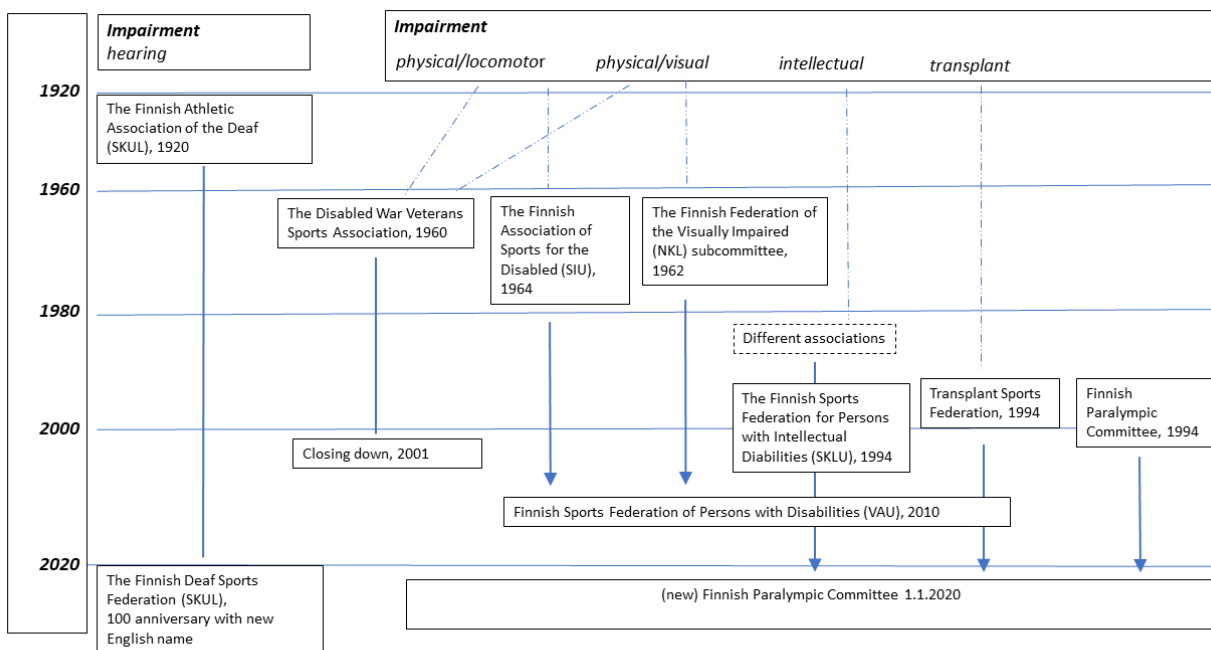 Impairment
hearing
Impairment
physical/locomotor physical/visual intellectual transplant
1920
The Finnish Athletic
Association of the Deaf
(SKUL), 1920
1960
The Disabled War Veterans
Sports Association, 1960
The Finnish
Association of
Sports for the
Disabled (SIU),
1964
The Finnish Federation of
the Visually Impaired
(NKL) subcommittee,
1962
1980
Different associations
The Finnish Sports
Federation for Persons
with Intellectual
Diabilities (SKLU), 1994
Transplant Sports
Federation, 1994
Finnish
Paralympic
Committee, 1994
2000
Closing down, 2001
Finnish Sports Federation of Persons with Disabilities (VAU), 2010
2020
The Finnish Deaf Sports
Federation (SKUL),
100 anniversary with new
English name
(new) Finnish Paralympic Committee 1.1.2020